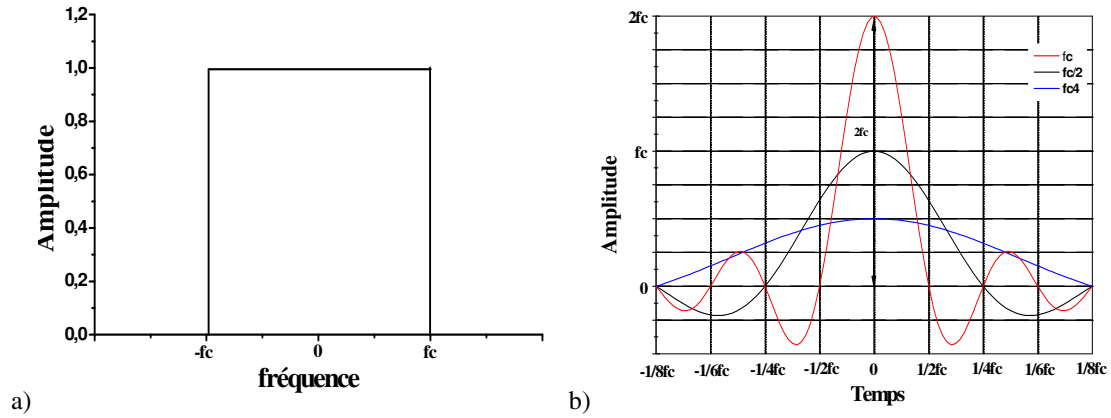 1,2
1,0
0,8
0,6
0,4
0,2
0,0
Amplitude
-fc 0 fc
fréquence
a)
2fc
fc
0
Amplitude
fc
fc/2
fc4
2fc
-1/8fc -1/6fc -1/4fc -1/2fc 0 1/2fc 1/4fc 1/6fc 1/8fc
Temps
b)